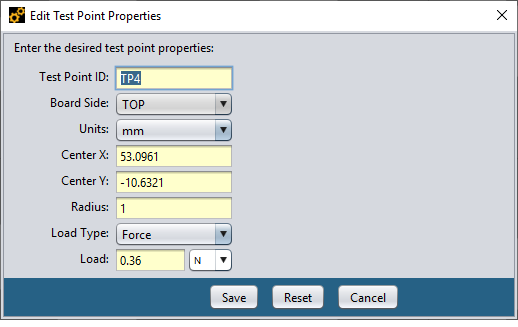 Edit Test Point Properties
Enter the desired test point properties:
Test Point ID: TP4
Board Side: TOP
Units: mm
Center X: 53.0961
Center Y: -10.6321
Radius: 1
Load Type: Force
Load: 0.36 N
Save Reset Cancel